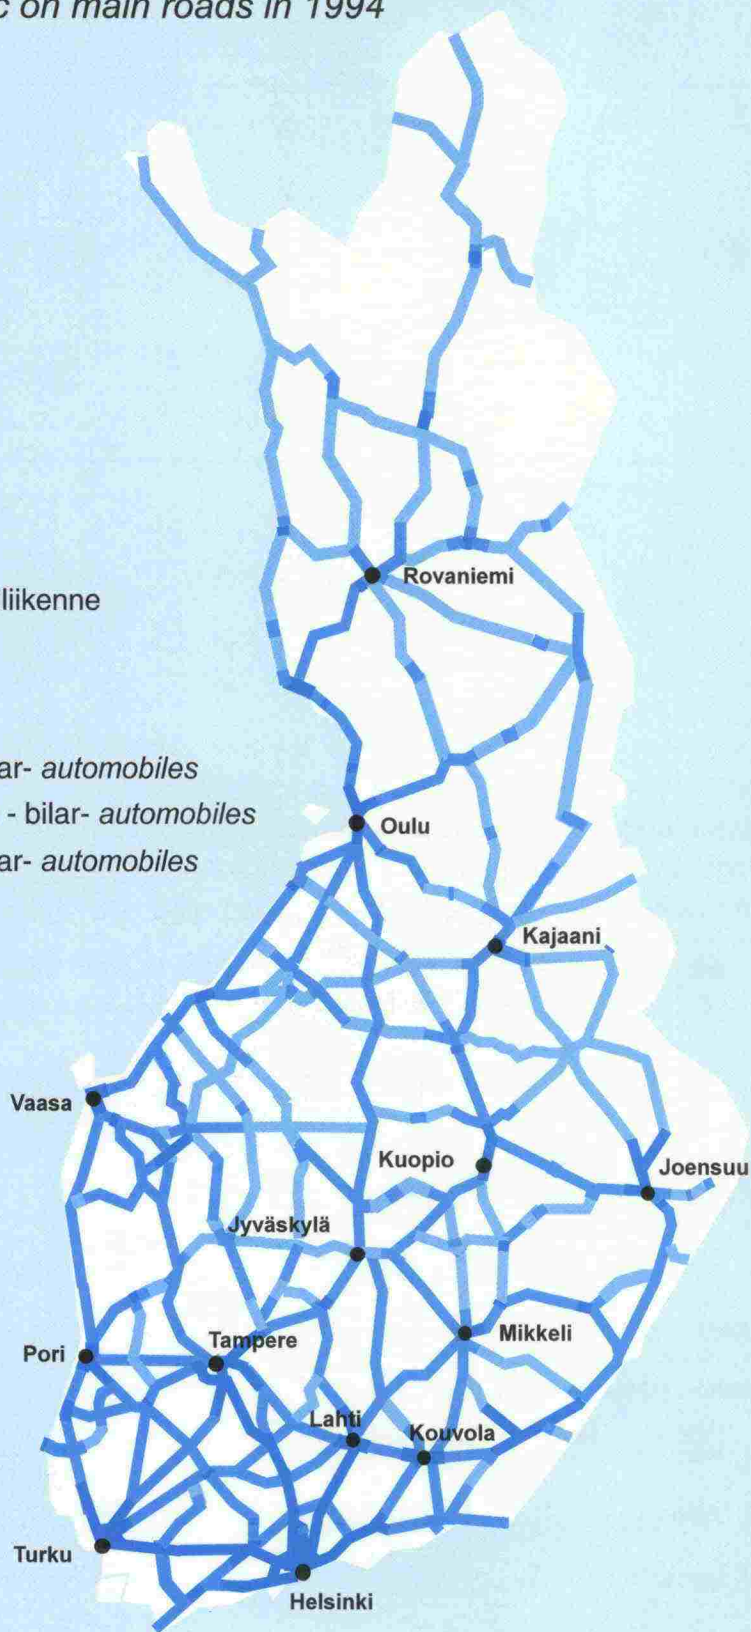 c on main roads in 1994
liikenne
ar- automobiles
- bilar- automobiles
ar- automobiles
Rovaniemi
Oulu
Kajaani
Vaasa
Kuopio
Joensuu
Jyväskylä
Mikkeli
Pori
Tampere
Lahti
Kouvola
Turku
Helsinki